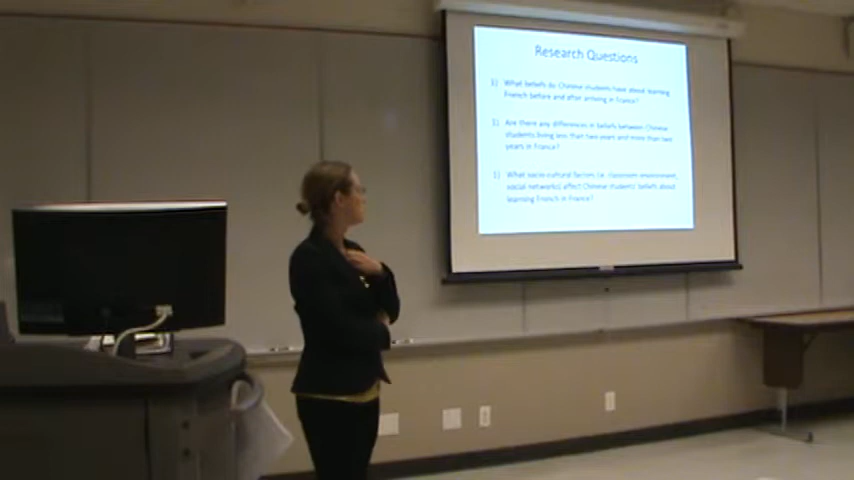 Research Questions
1) What beliefs do Chinese students have about learning
French before and after arriving in France?
2) Are there any differences in beliefs between Chinese
students living less than two years and more than two
years in France?
3) What socio-cultural factors (i.e. classroom environment,
social networks) affect Chinese students' beliefs about
learning French in France?